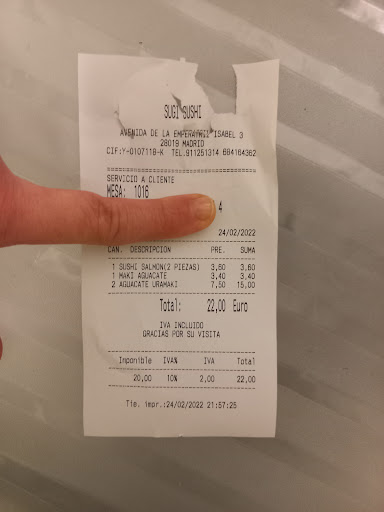 SUGI SUSHI
AVENIDA DE LA EMPERATRIZ ISABEL 3
28019 MADRID
CIF:Y-0107118-K TEL.911251314 684164362
SERVICIO A CLIENTE
MESA: 1016
4
24/02/2022
CAN. DESCRIPCION PRE. SUMA
1 SUSHI SALMON(2 PIEZAS) 3,60 3,60
1 MAKI AGUACATE 3,40 3,40
2 AGUACATE URAMAKI 7,50 15,00
Total: 22,00 Euro
IVA INCLUIDO
GRACIAS POR SU VISITA
Imponible IVA% IVA Total
20,00 10% 2,00 22,00
Tim. impr.:24/02/2022 21:57:25